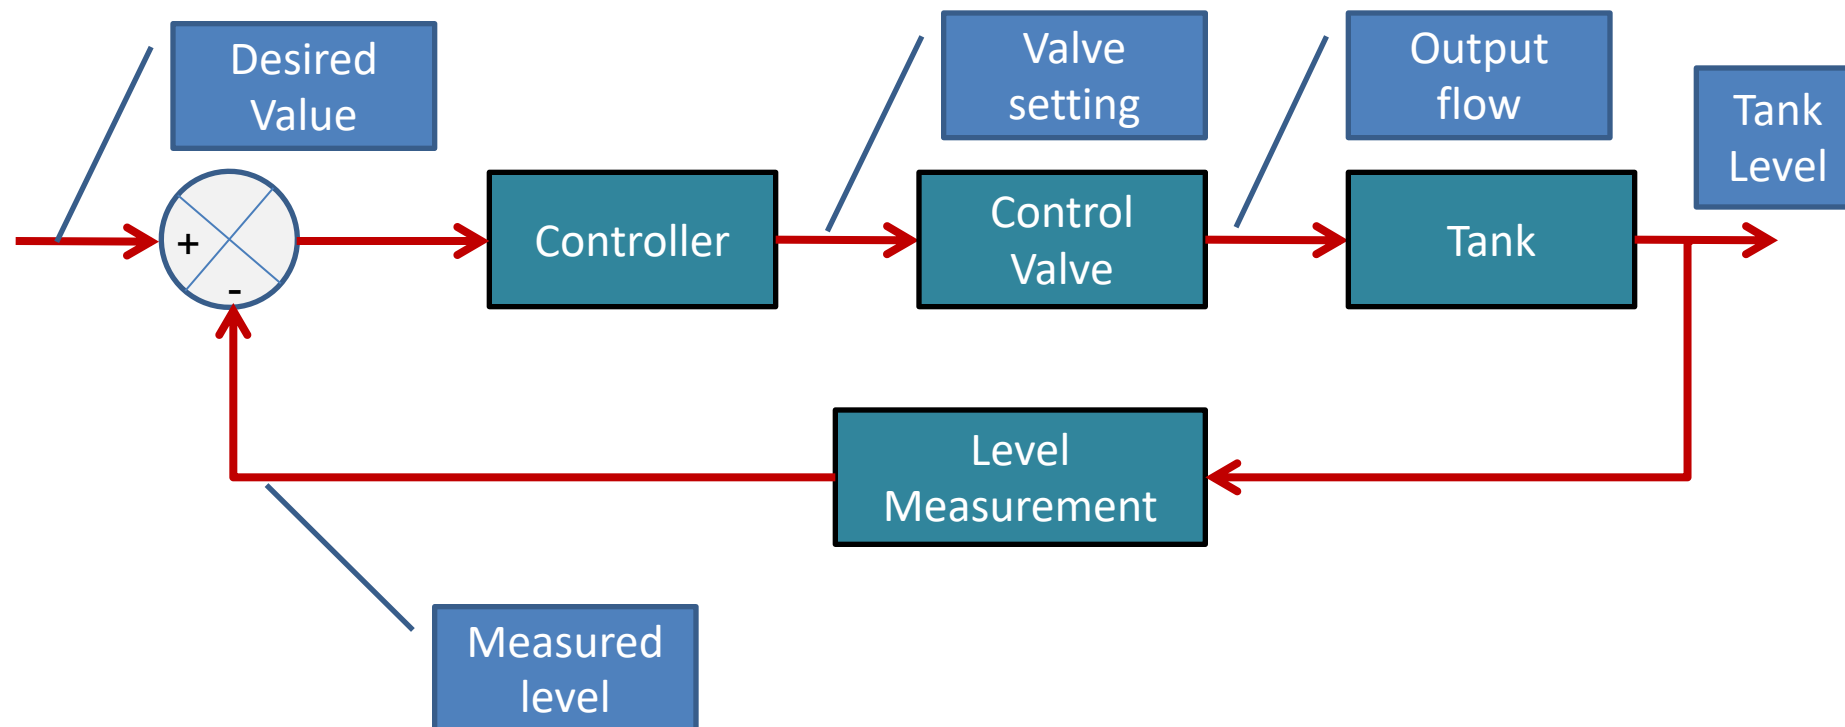 Desired
Value
Valve
setting
Output
flow
Tank
Level
+
-
Controller
Control
Valve
Tank
Level
Measurement
Measured
level